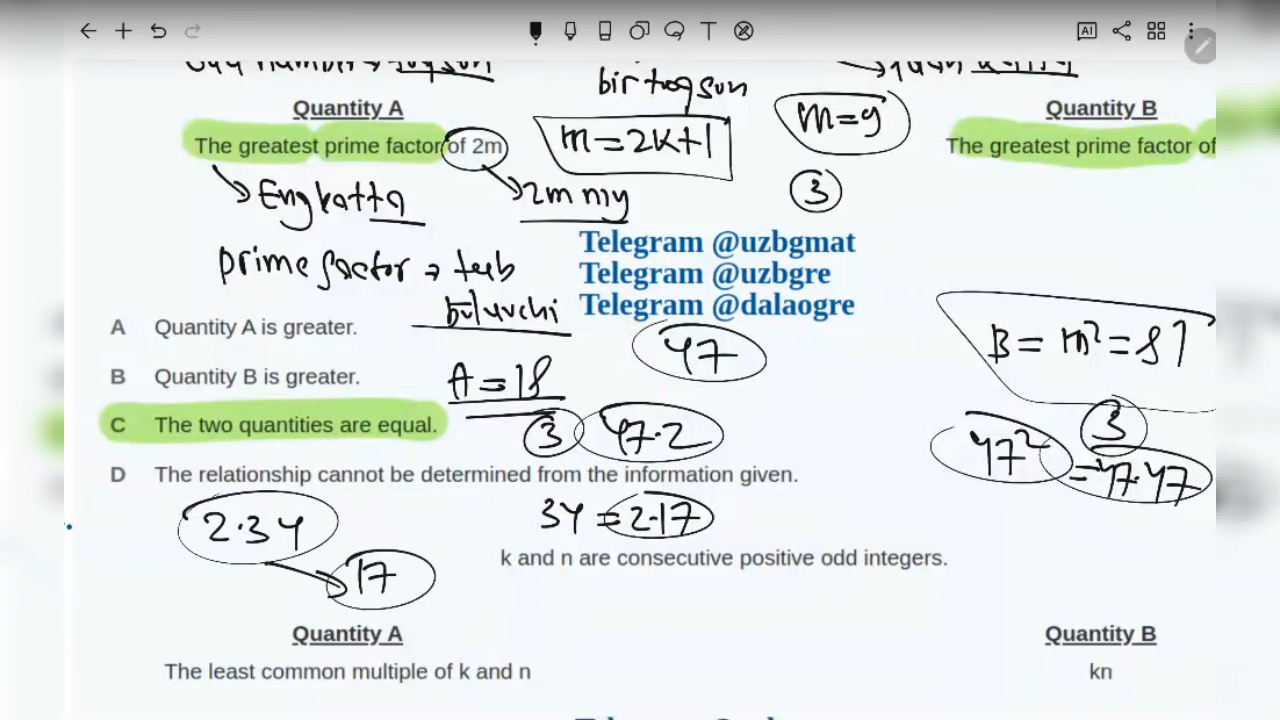 bir toq son
Quantity A
Quantity B
The greatest prime factor of 2m
m=2k+1
m=9
The greatest prime factor of
Eng katta
2m niy
3
Telegram @uzbgmat
prime factor → tub
Telegram @uzbgre
bo'luvchi
Telegram @dalaogre
A Quantity A is greater.
47
B = m² = 81
B Quantity B is greater.
A = 18
C The two quantities are equal.
3
47·2
47²
3
= 47·47
D The relationship cannot be determined from the information given.
2·34
34 = 2·17
k and n are consecutive positive odd integers.
17
Quantity A
Quantity B
The least common multiple of k and n
kn